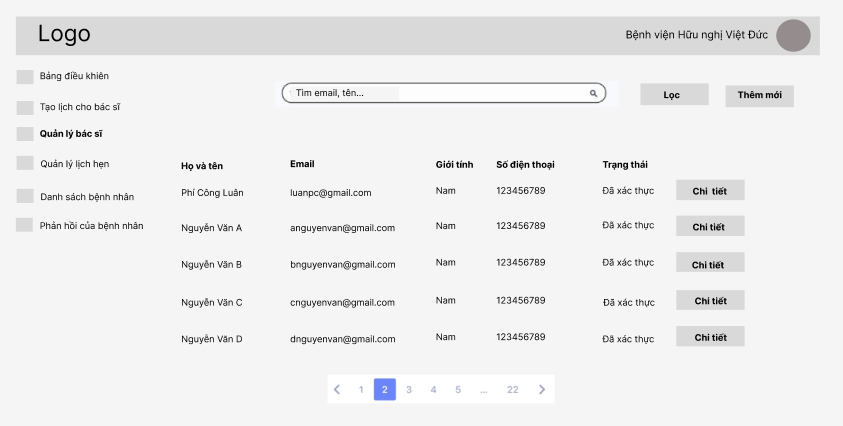 Logo
Bệnh viện Hữu nghị Việt Đức
Bảng điều khiên
Tạo lịch cho bác sĩ
Quản lý bác sĩ
Quản lý lịch hẹn
Danh sách bệnh nhân
Phản hồi của bệnh nhân
Tìm email, tên...
Lọc
Thêm mới
Họ và tên Email Giới tính Số điện thoại Trạng thái
Phí Công Luân luanpc@gmail.com Nam 123456789 Đã xác thực Chi tiết
Nguyễn Văn A anguyenvan@gmail.com Nam 123456789 Đã xác thực Chi tiết
Nguyễn Văn B bnguyenvan@gmail.com Nam 123456789 Đã xác thực Chi tiết
Nguyễn Văn C cnguyenvan@gmail.com Nam 123456789 Đã xác thực Chi tiết
Nguyễn Văn D dnguyenvan@gmail.com Nam 123456789 Đã xác thực Chi tiết
1 2 3 4 5 ... 22